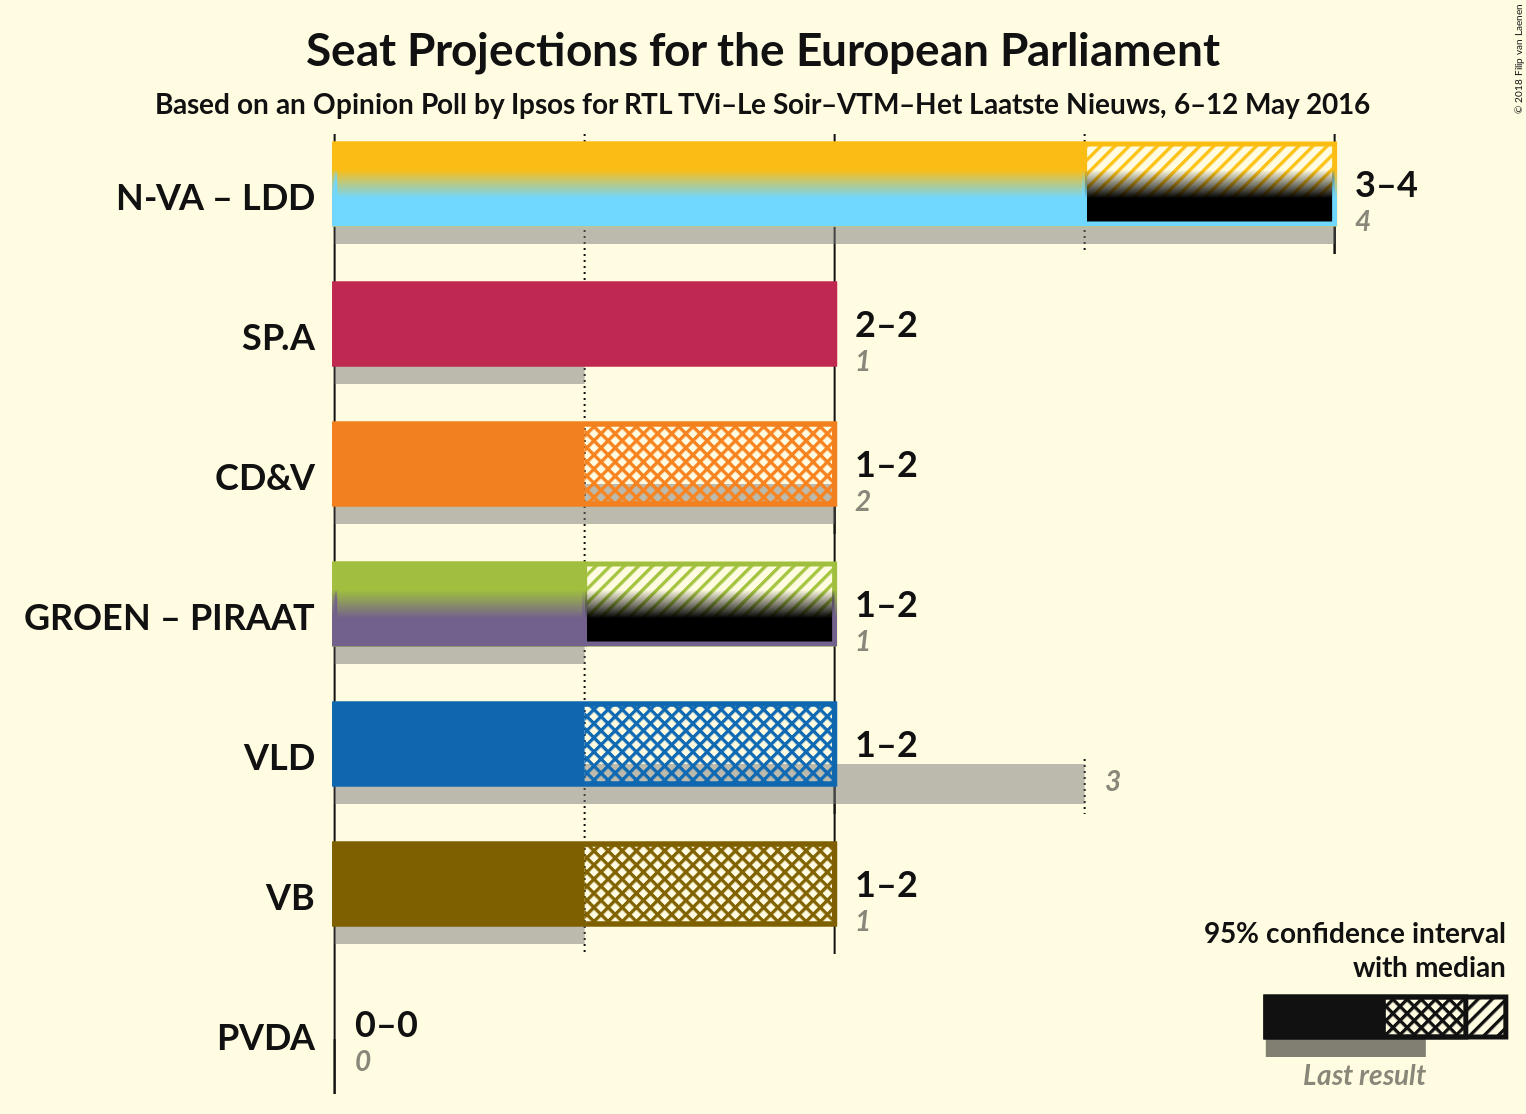 Seat Projections for the European Parliament
Based on an Opinion Poll by Ipsos for RTL TVi–Le Soir–VTM–Het Laatste Nieuws, 6–12 May 2016
© 2018 Filip van Laenen
N-VA – LDD
3–4
4
SP.A
2–2
1
CD&V
1–2
2
GROEN – PIRAAT
1–2
1
VLD
1–2
3
VB
1–2
1
PVDA
0–0
0
95% confidence interval
with median
Last result